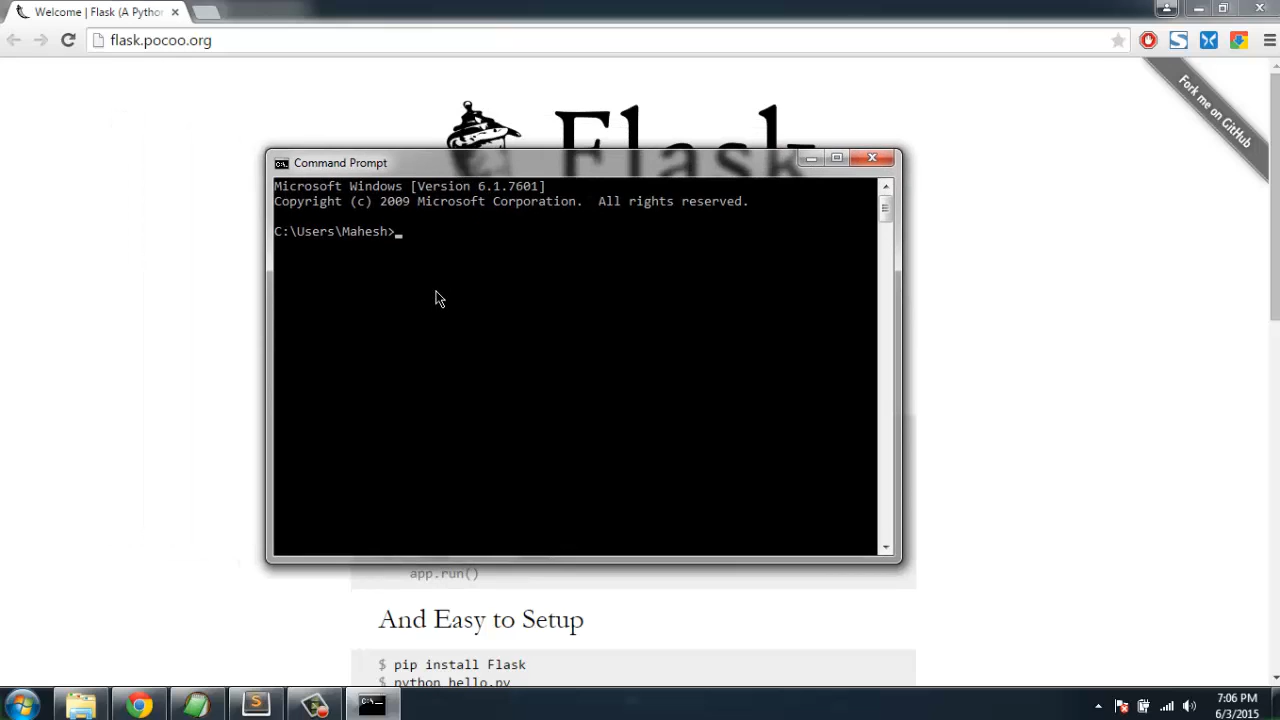 Welcome | Flask (A Python
flask.pocoo.org
Fork me on GitHub
Flask
Command Prompt
Microsoft Windows [Version 6.1.7601]
Copyright (c) 2009 Microsoft Corporation.  All rights reserved.
C:\Users\Mahesh>
app.run()
And Easy to Setup
$ pip install Flask
$ python hello.py
7:06 PM
6/3/2015